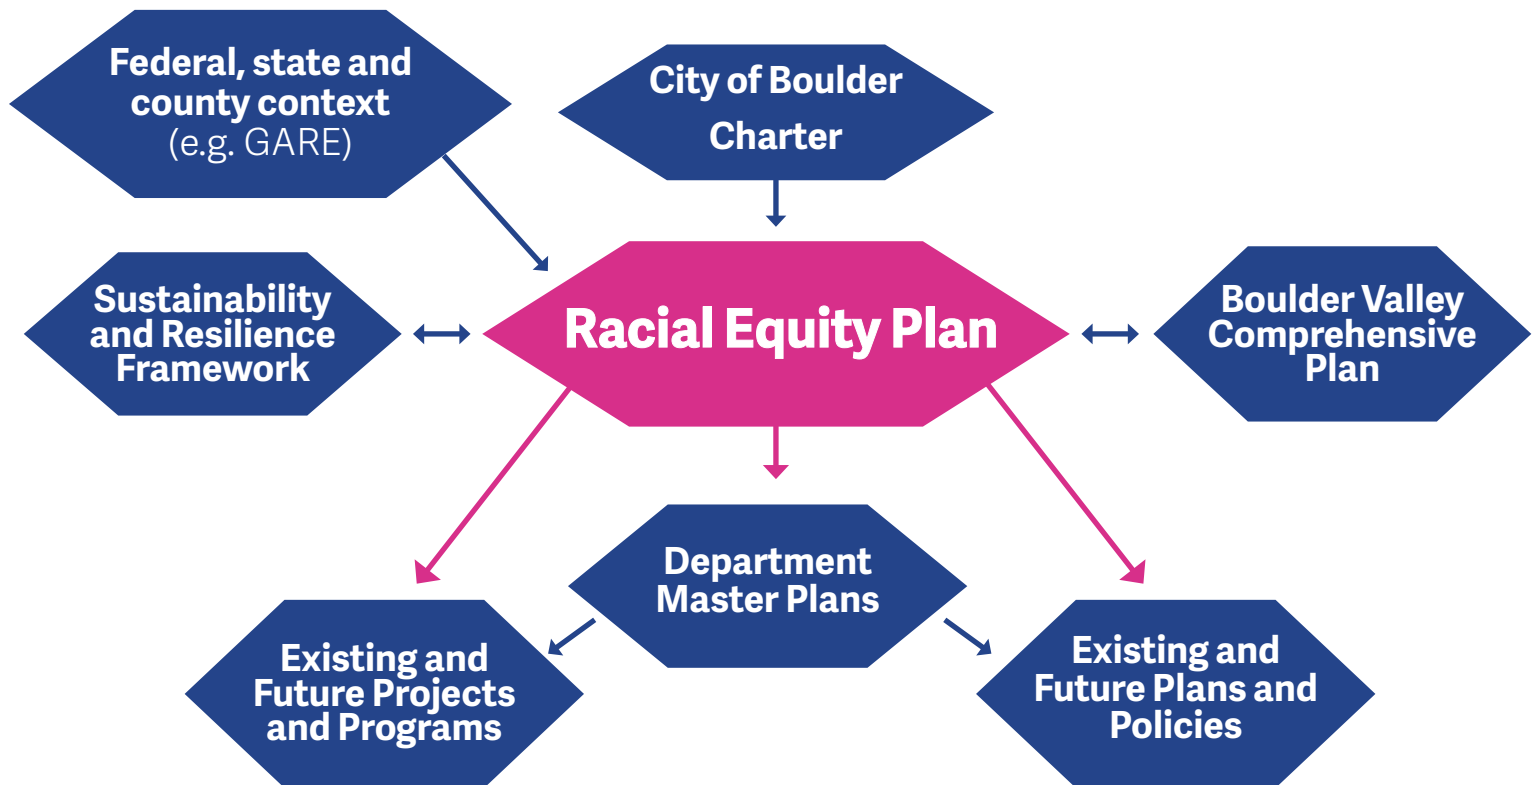 Federal, state and
county context
(e.g. GARE)
City of Boulder
Charter
Sustainability
and Resilience
Framework
Racial Equity Plan
Boulder Valley
Comprehensive
Plan
Department
Master Plans
Existing and
Future Projects
and Programs
Existing and
Future Plans and
Policies